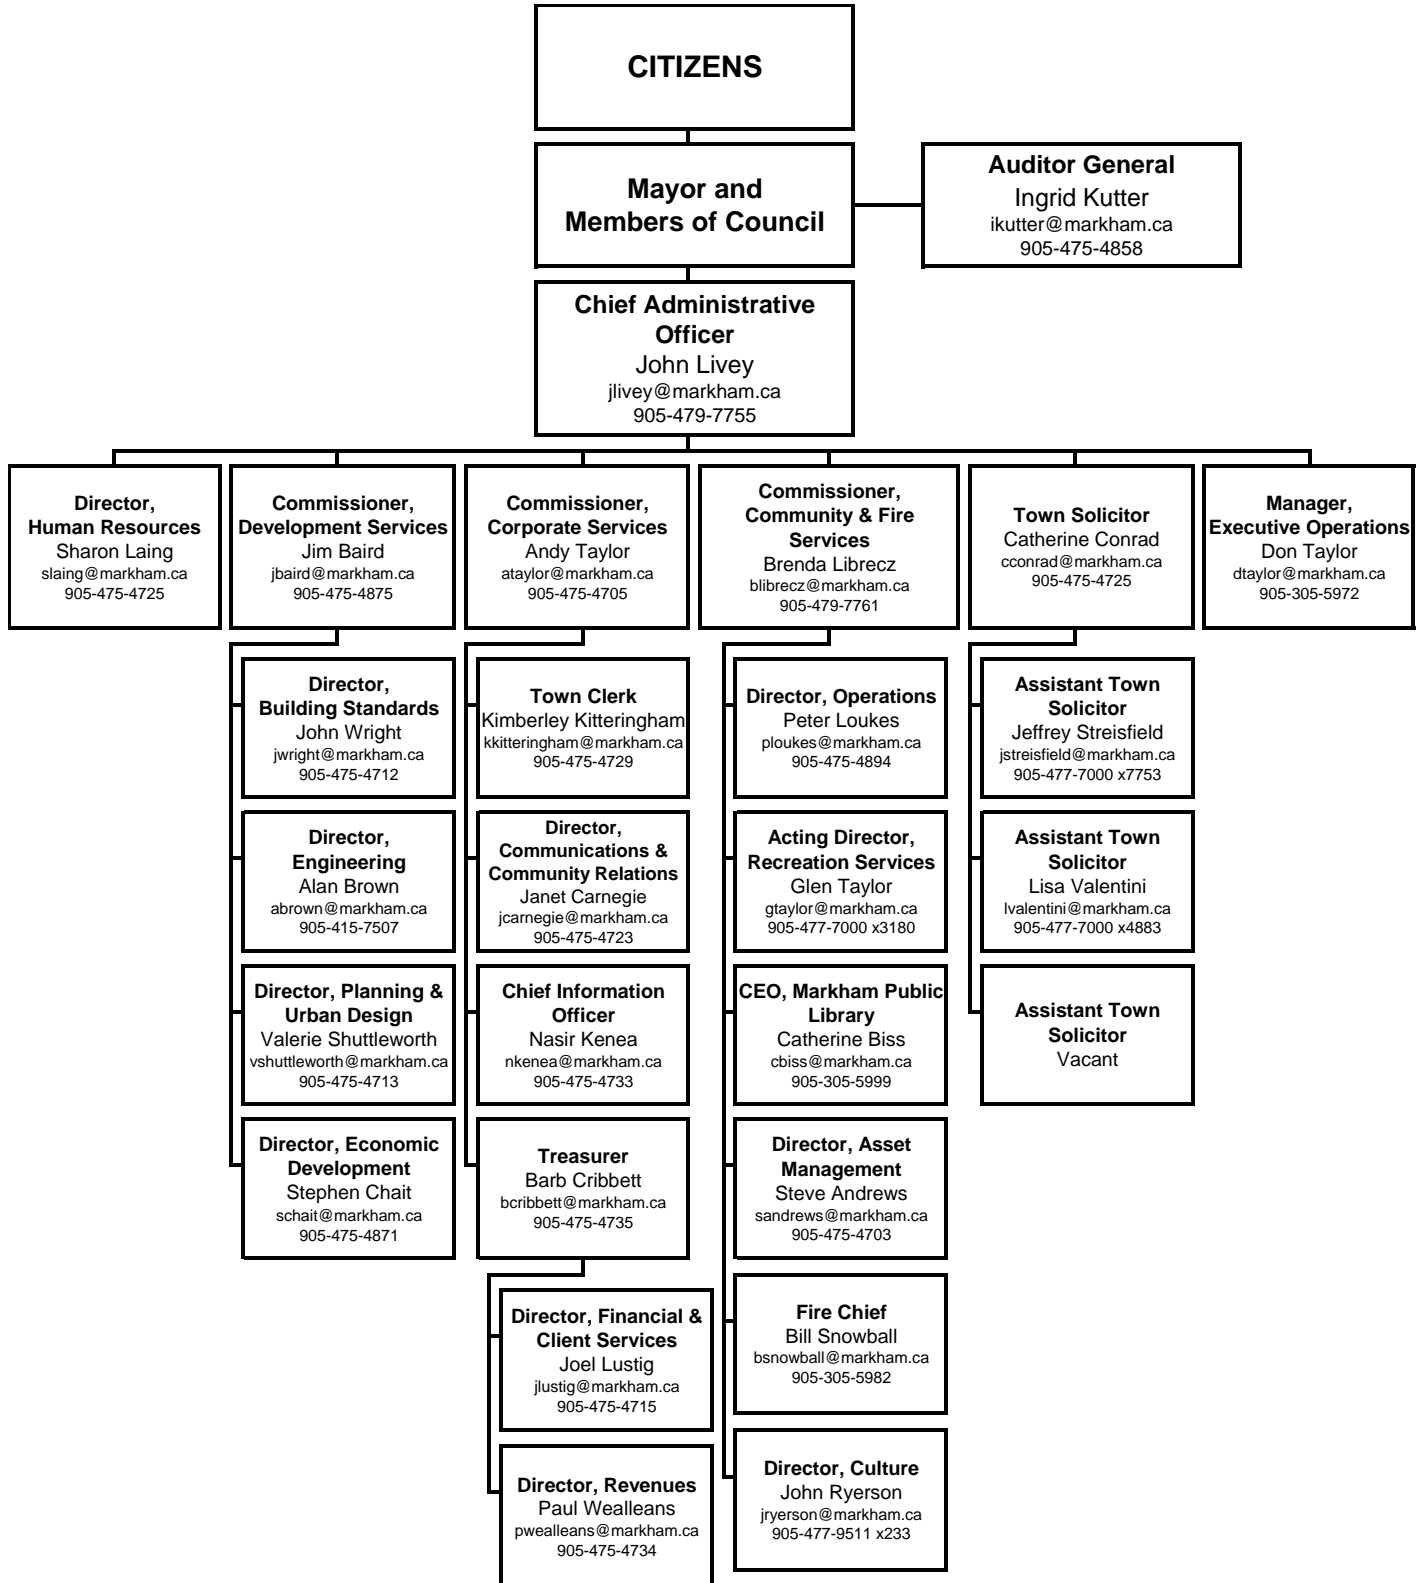 CITIZENS
Mayor and
Members of Council
Auditor General
Ingrid Kutter
ikutter@markham.ca
905-475-4858
Chief Administrative
Officer
John Livey
jlivey@markham.ca
905-479-7755
Director,
Human Resources
Sharon Laing
slaing@markham.ca
905-475-4725
Commissioner,
Development Services
Jim Baird
jbaird@markham.ca
905-475-4875
Commissioner,
Corporate Services
Andy Taylor
ataylor@markham.ca
905-475-4705
Commissioner,
Community & Fire
Services
Brenda Librecz
blibrecz@markham.ca
905-479-7761
Town Solicitor
Catherine Conrad
cconrad@markham.ca
905-475-4725
Manager,
Executive Operations
Don Taylor
dtaylor@markham.ca
905-305-5972
Director,
Building Standards
John Wright
jwright@markham.ca
905-475-4712
Director,
Engineering
Alan Brown
abrown@markham.ca
905-415-7507
Director, Planning &
Urban Design
Valerie Shuttleworth
vshuttleworth@markham.ca
905-475-4713
Director, Economic
Development
Stephen Chait
schait@markham.ca
905-475-4871
Town Clerk
Kimberley Kitteringham
kkitteringham@markham.ca
905-475-4729
Director,
Communications &
Community Relations
Janet Carnegie
jcarnegie@markham.ca
905-475-4723
Chief Information
Officer
Nasir Kenea
nkenea@markham.ca
905-475-4733
Treasurer
Barb Cribbett
bcribbett@markham.ca
905-475-4735
Director, Financial &
Client Services
Joel Lustig
jlustig@markham.ca
905-475-4715
Director, Revenues
Paul Wealleans
pwealleans@markham.ca
905-475-4734
Director, Operations
Peter Loukes
ploukes@markham.ca
905-475-4894
Acting Director,
Recreation Services
Glen Taylor
gtaylor@markham.ca
905-477-7000 x3180
CEO, Markham Public
Library
Catherine Biss
cbiss@markham.ca
905-305-5999
Director, Asset
Management
Steve Andrews
sandrews@markham.ca
905-475-4703
Fire Chief
Bill Snowball
bsnowball@markham.ca
905-305-5982
Director, Culture
John Ryerson
jryerson@markham.ca
905-477-9511 x233
Assistant Town
Solicitor
Jeffrey Streisfield
jstreisfield@markham.ca
905-477-7000 x7753
Assistant Town
Solicitor
Lisa Valentini
lvalentini@markham.ca
905-477-7000 x4883
Assistant Town
Solicitor
Vacant